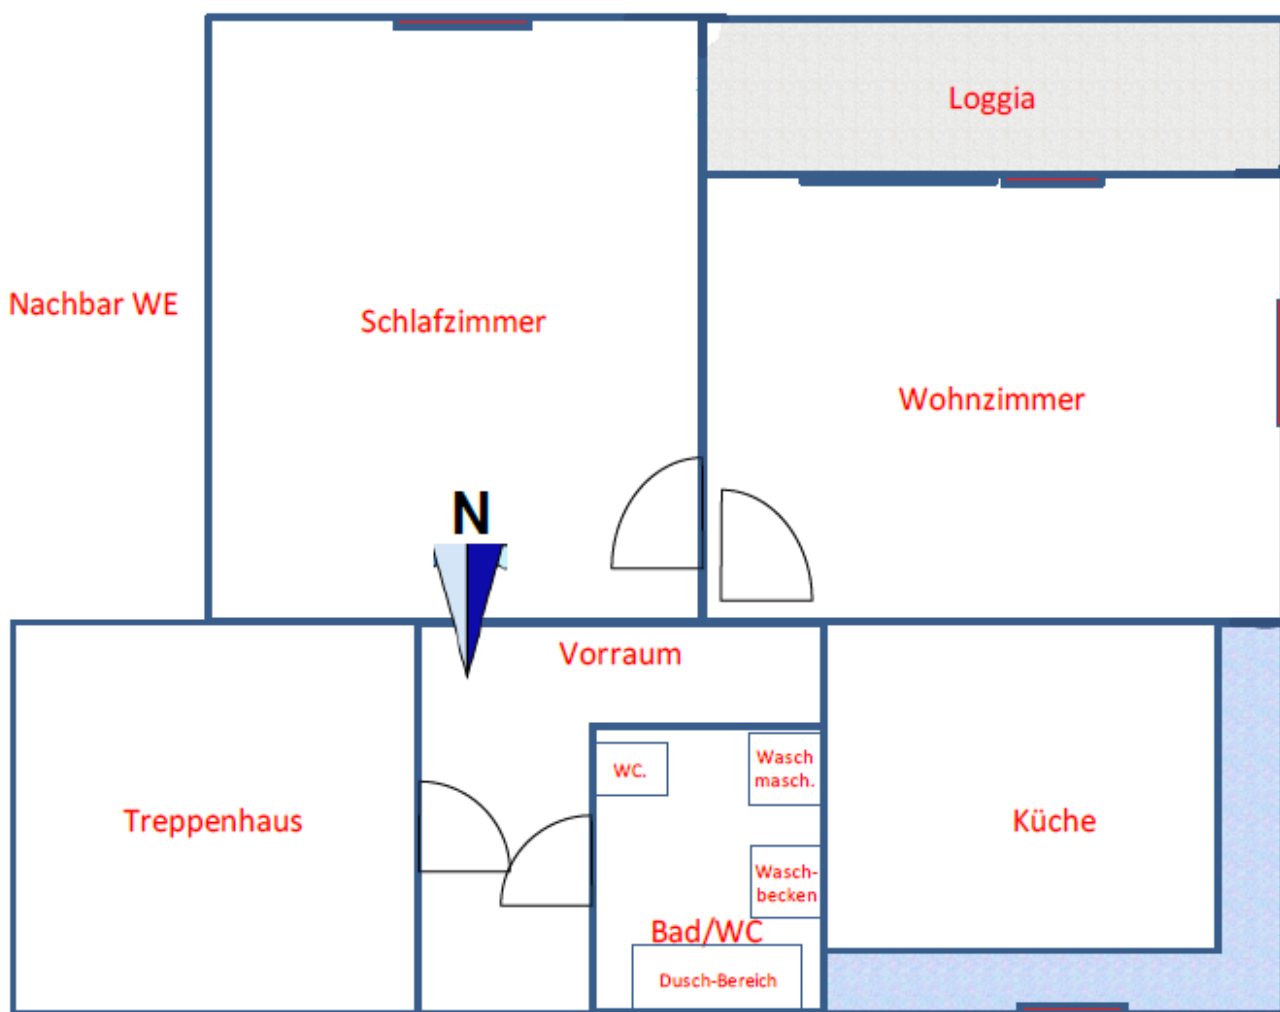 Loggia
Nachbar WE
Schlafzimmer
Wohnzimmer
N
Vorraum
WC.
Wasch
masch.
Treppenhaus
Küche
Wasch-
becken
Bad/WC
Dusch-Bereich